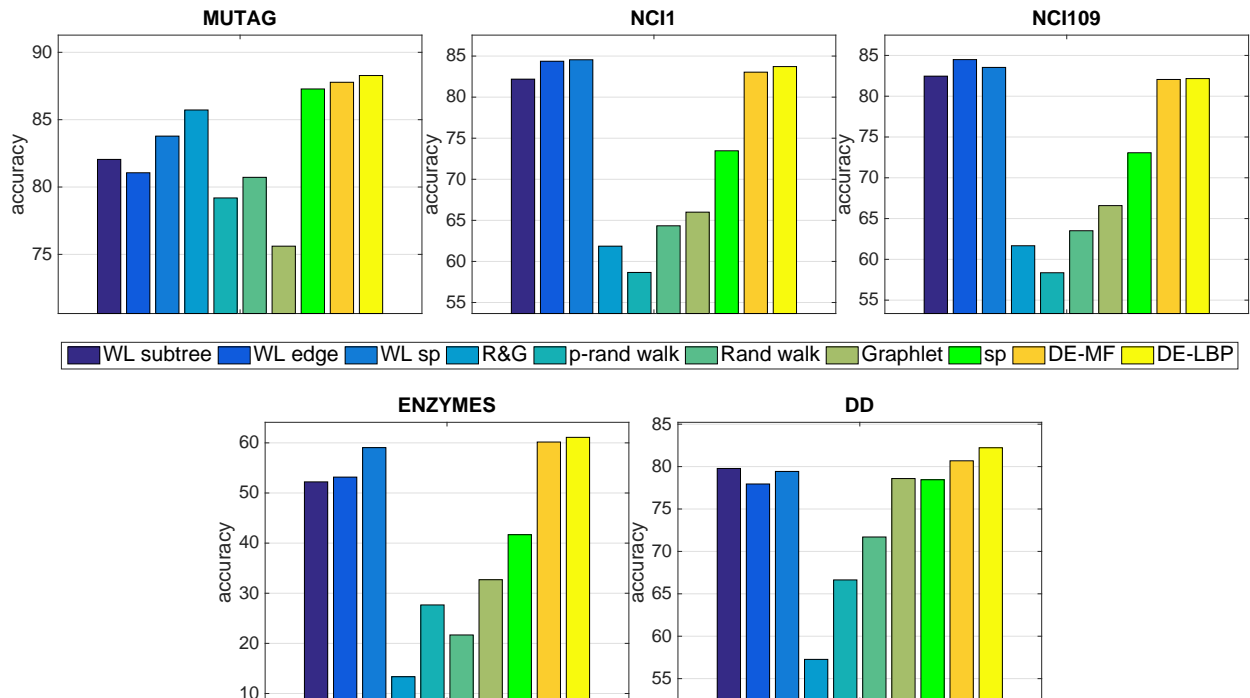 MUTAG
90
85
80
75
accuracy
NCI1
85
80
75
70
65
60
55
accuracy
NCI109
85
80
75
70
65
60
55
accuracy
WL subtree WL edge WL sp R&G p-rand walk Rand walk Graphlet sp DE-MF DE-LBP
ENZYMES
60
50
40
30
20
10
accuracy
DD
85
80
75
70
65
60
55
accuracy